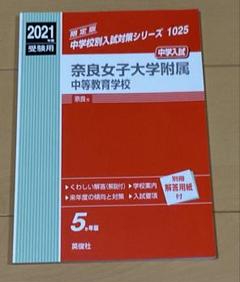 2021年度
受験用
限定版
中学校別入試対策シリーズ 1025
中学入試
奈良女子大学附属
中等教育学校
奈良
・くわしい解答(解説付) ・学校案内
・来年度の傾向と対策 ・入試要項
別冊
解答用紙
付
5ヵ年版
英俊社